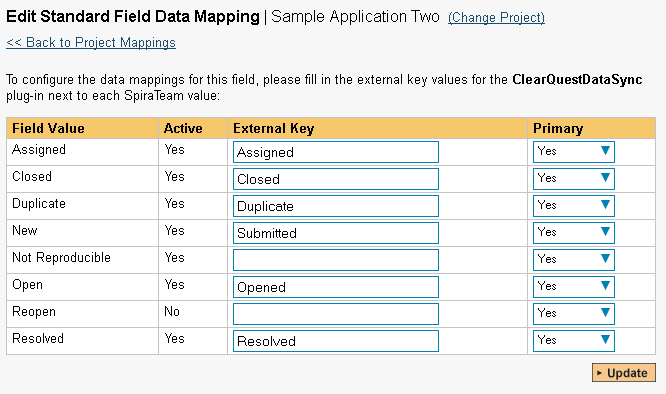 Edit Standard Field Data Mapping | Sample Application Two (Change Project)
<< Back to Project Mappings
To configure the data mappings for this field, please fill in the external key values for the ClearQuestDataSync
plug-in next to each SpiraTeam value:
Field Value Active External Key Primary
Assigned Yes Assigned Yes
Closed Yes Closed Yes
Duplicate Yes Duplicate Yes
New Yes Submitted Yes
Not Reproducible Yes Yes
Open Yes Opened Yes
Reopen No Yes
Resolved Yes Resolved Yes
Update